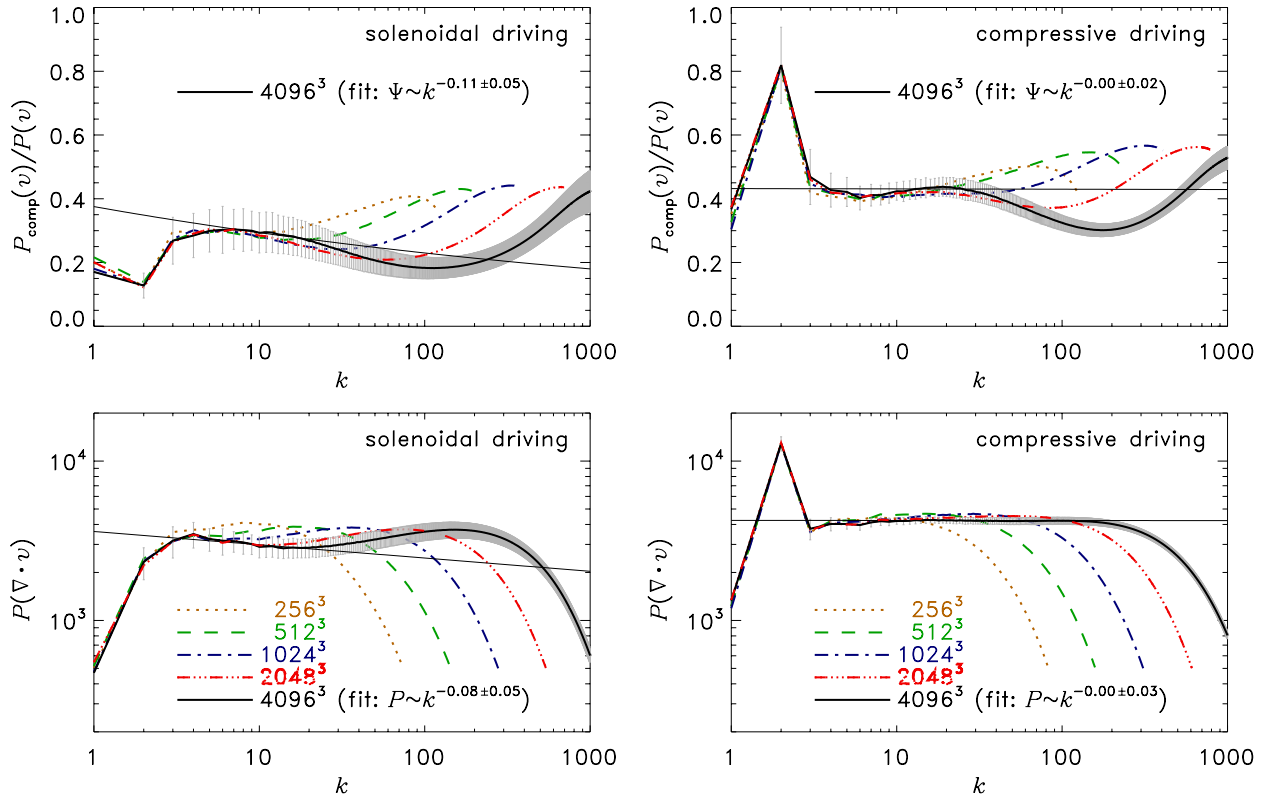 solenoidal driving
4096³ (fit: Ψ~k^-0.11±0.05)
P_comp(υ)/P(υ)
1.0
0.8
0.6
0.4
0.2
0.0
1 10 100 1000
k
compressive driving
4096³ (fit: Ψ~k^-0.00±0.02)
P_comp(υ)/P(υ)
1.0
0.8
0.6
0.4
0.2
0.0
1 10 100 1000
k
solenoidal driving
P(∇·υ)
10⁴
10³
256³
512³
1024³
2048³
4096³ (fit: P~k^-0.08±0.05)
1 10 100 1000
k
compressive driving
P(∇·υ)
10⁴
10³
256³
512³
1024³
2048³
4096³ (fit: P~k^-0.00±0.03)
1 10 100 1000
k